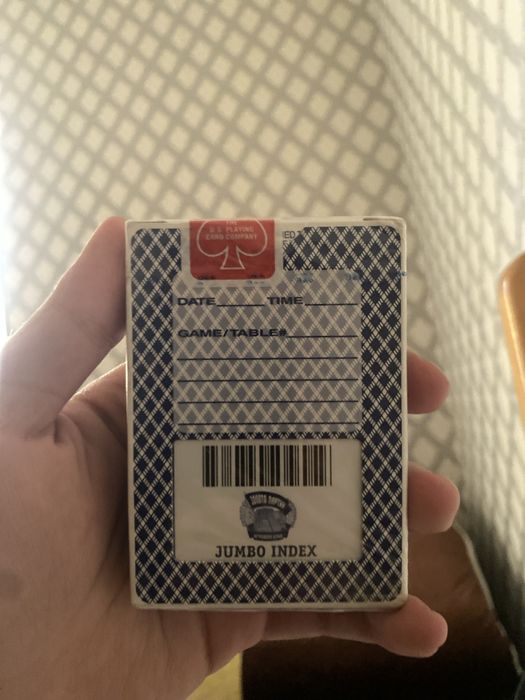 THE
U.S. PLAYING
CARD COMPANY
DATE TIME
GAME/TABLE#
JUMBO INDEX